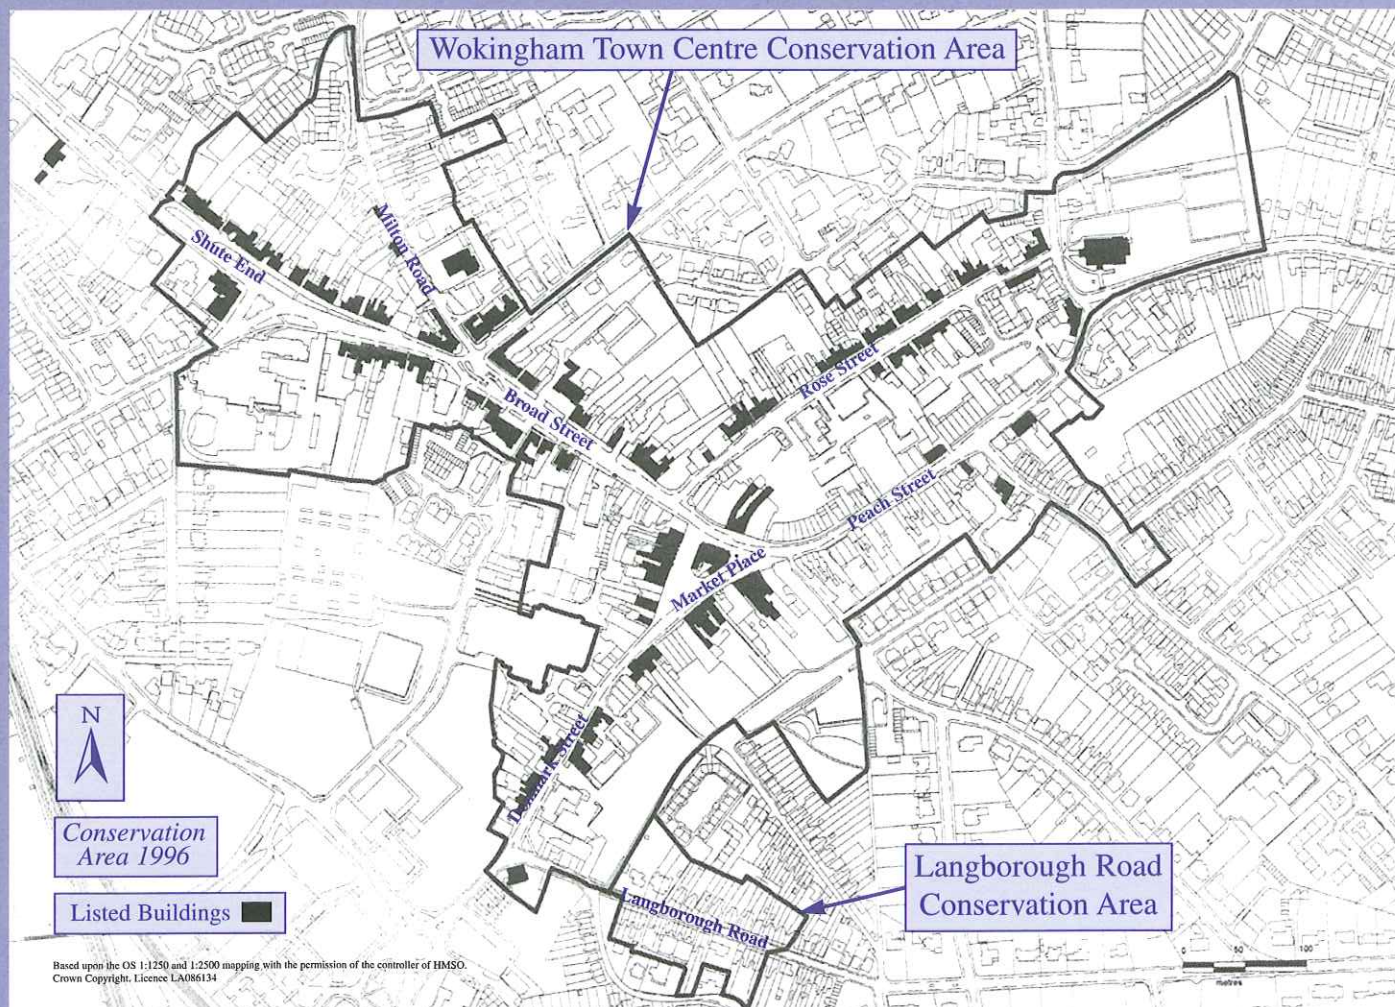 Wokingham Town Centre Conservation Area
Shute End
Milton Road
Broad Street
Rose Street
Peach Street
Market Place
Denmark Street
Langborough Road
N
Conservation
Area 1996
Listed Buildings
Langborough Road
Conservation Area
Based upon the OS 1:1250 and 1:2500 mapping with the permission of the controller of HMSO.
Crown Copyright. Licence LA086134
0 50 100
metres